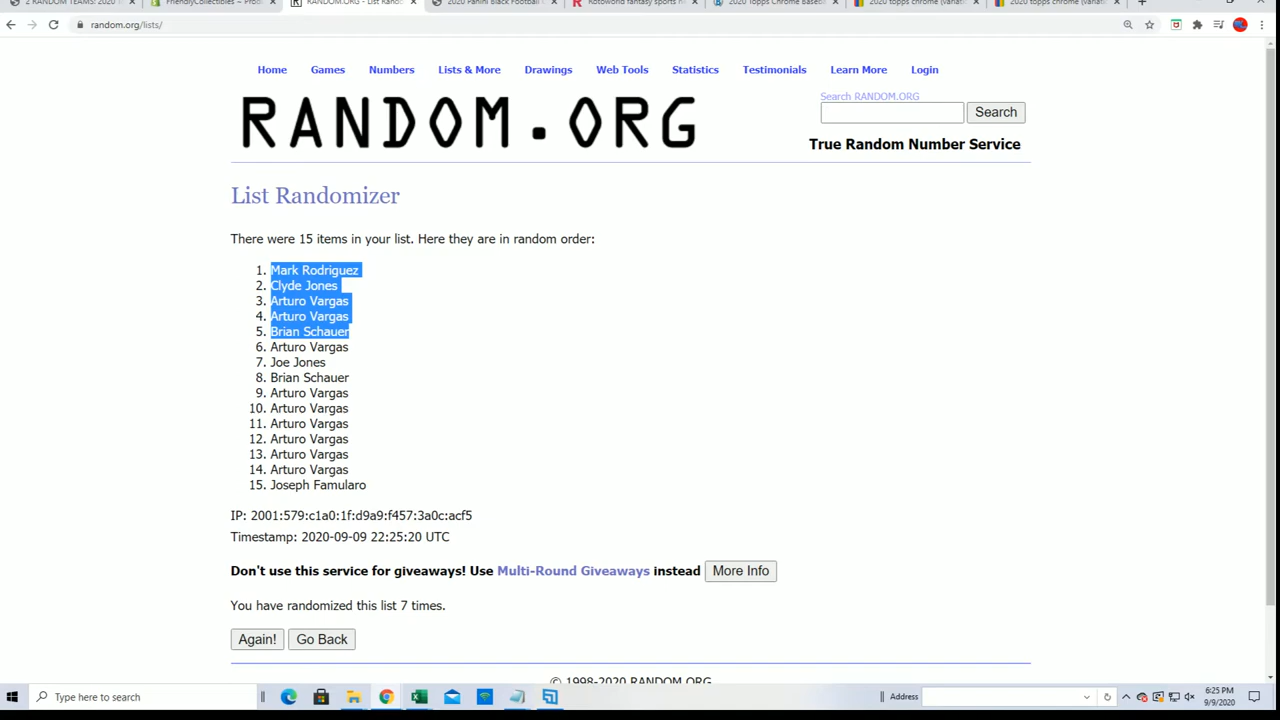 2 RANDOM TEAMS: 2020
FriendlyCollectibles ~ Pro
RANDOM.ORG - List Rando
2020 Panini Black Football
Rotoworld fantasy sports n
2020 Topps Chrome Baseb
2020 topps chrome (variati
2020 topps chrome (variati
random.org/lists/
Home Games Numbers Lists & More Drawings Web Tools Statistics Testimonials Learn More Login
Search RANDOM.ORG
RANDOM.ORG
Search
True Random Number Service
List Randomizer
There were 15 items in your list. Here they are in random order:
1. Mark Rodriguez
2. Clyde Jones
3. Arturo Vargas
4. Arturo Vargas
5. Brian Schauer
6. Arturo Vargas
7. Joe Jones
8. Brian Schauer
9. Arturo Vargas
10. Arturo Vargas
11. Arturo Vargas
12. Arturo Vargas
13. Arturo Vargas
14. Arturo Vargas
15. Joseph Famularo
IP: 2001:579:c1a0:1f:d9a9:f457:3a0c:acf5
Timestamp: 2020-09-09 22:25:20 UTC
Don't use this service for giveaways! Use Multi-Round Giveaways instead More Info
You have randomized this list 7 times.
Again! Go Back
© 1998-2020 RANDOM.ORG
Type here to search
Address
6:25 PM
9/9/2020